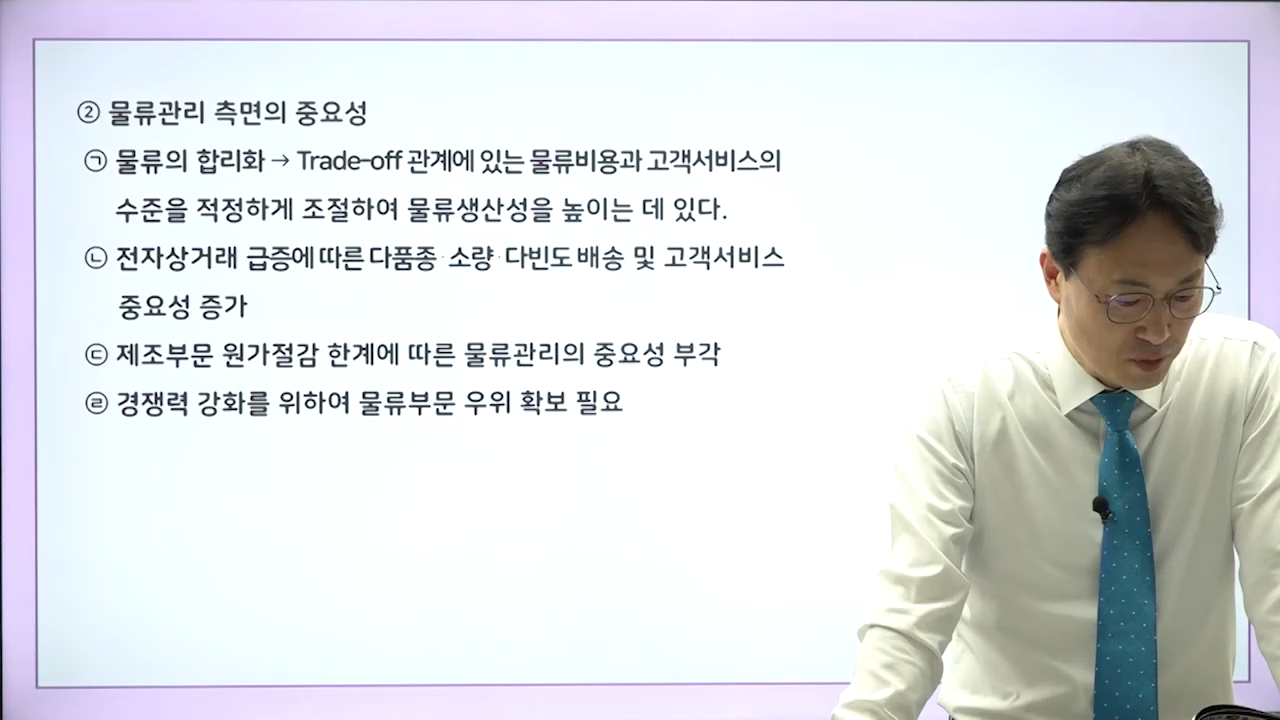 ② 물류관리 측면의 중요성
㉠ 물류의 합리화 → Trade-off 관계에 있는 물류비용과 고객서비스의
수준을 적정하게 조절하여 물류생산성을 높이는 데 있다.
㉡ 전자상거래 급증에 따른 다품종·소량·다빈도 배송 및 고객서비스
중요성 증가
㉢ 제조부문 원가절감 한계에 따른 물류관리의 중요성 부각
㉣ 경쟁력 강화를 위하여 물류부문 우위 확보 필요